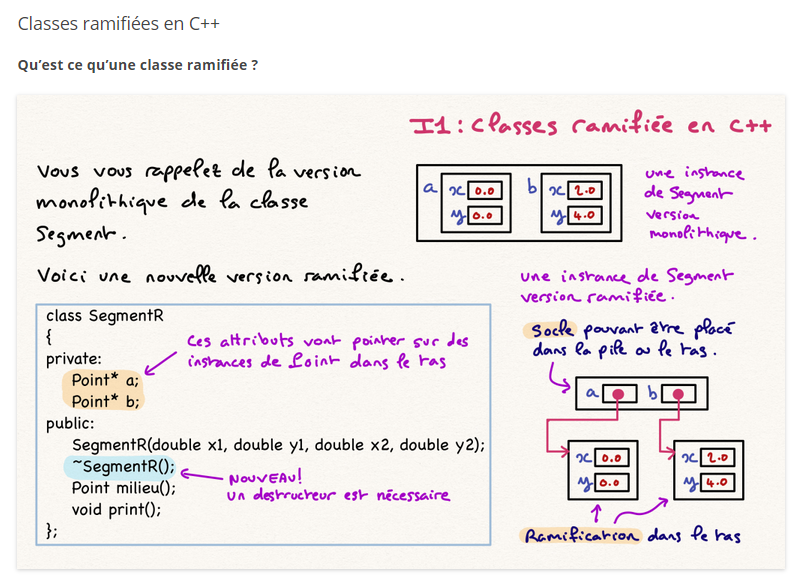 Classes ramifiées en C++
Qu'est ce qu'une classe ramifiée ?
I1 : Classes ramifiée en C++
Vous vous rappelez de la version
monolithique de la classe
Segment.
a x 0.0 b x 2.0
y 0.0 y 4.0
une instance
de Segment
version
monolithique.
Voici une nouvelle version ramifiée.
une instance de Segment
version ramifiée.
class SegmentR
{
private:
Point* a;
Point* b;
public:
SegmentR(double x1, double y1, double x2, double y2);
~SegmentR();
Point milieu();
void print();
};
Ces attributs vont pointer sur des
instances de Point dans le tas
NOUVEAU!
un destructeur est nécessaire
Socle pouvant être placé
dans la pile ou le tas.
a b
x 0.0 x 2.0
y 0.0 y 4.0
Ramification dans le tas